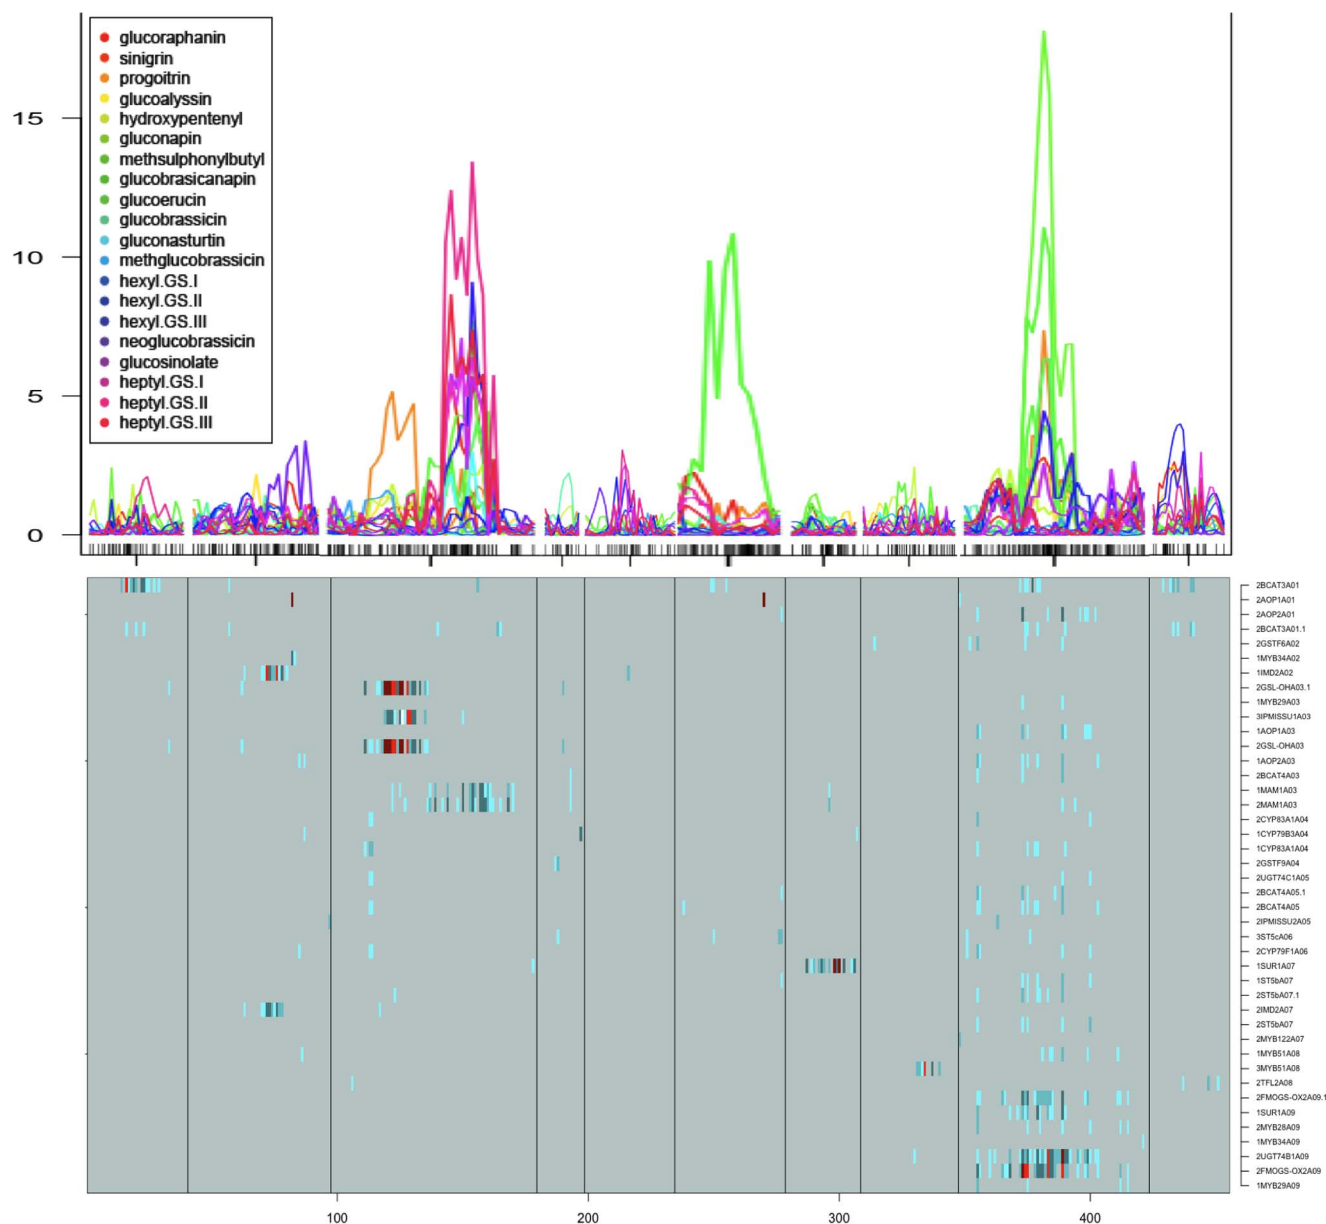 glucoraphanin
sinigrin
progoitrin
glucoalyssin
hydroxypentenyl
gluconapin
methsulphonylbutyl
glucobrasicanapin
glucoerucin
glucobrassicin
gluconasturtin
methglucobrassicin
hexyl.GS.I
hexyl.GS.II
hexyl.GS.III
neoglucobrassicin
glucosinolate
heptyl.GS.I
heptyl.GS.II
heptyl.GS.III
15
10
5
0
2BCAT3A01
2AOP1A01
2AOP2A01
2BCAT3A01.1
2GSTF6A02
1MYB34A02
1IMD2A02
2GSL-OHA03.1
1MYB29A03
3IPMISSU1A03
1AOP1A03
2GSL-OHA03
1AOP2A03
2BCAT4A03
1MAM1A03
2MAM1A03
2CYP83A1A04
1CYP79B3A04
1CYP83A1A04
2GSTF9A04
2UGT74C1A05
2BCAT4A05.1
2BCAT4A05
2IPMISSU2A05
3ST5cA06
2CYP79F1A06
1SUR1A07
1ST5bA07
2ST5bA07.1
2IMD2A07
2ST5bA07
2MYB122A07
1MYB51A08
3MYB51A08
2TFL2A08
2FMOGS-OX2A09.1
1SUR1A09
2MYB28A09
1MYB34A09
2UGT74B1A09
2FMOGS-OX2A09
1MYB29A09
100 200 300 400